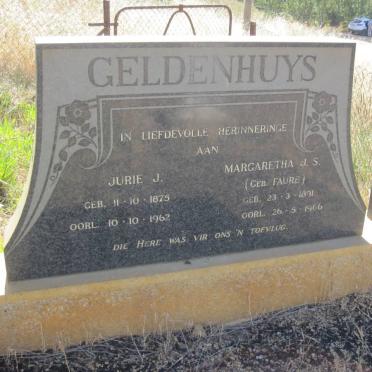 GELDENHUYS
IN LIEFDEVOLLE HERINNERINGE
AAN
JURIE J.
GEB. 11-10-1875
OORL. 10-10-1962
MARGARETHA J. S.
(GEB. FAURE)
GEB. 23-3-1891
OORL. 26-5-1966
DIE HERE WAS VIR ONS 'N TOEVLUG.